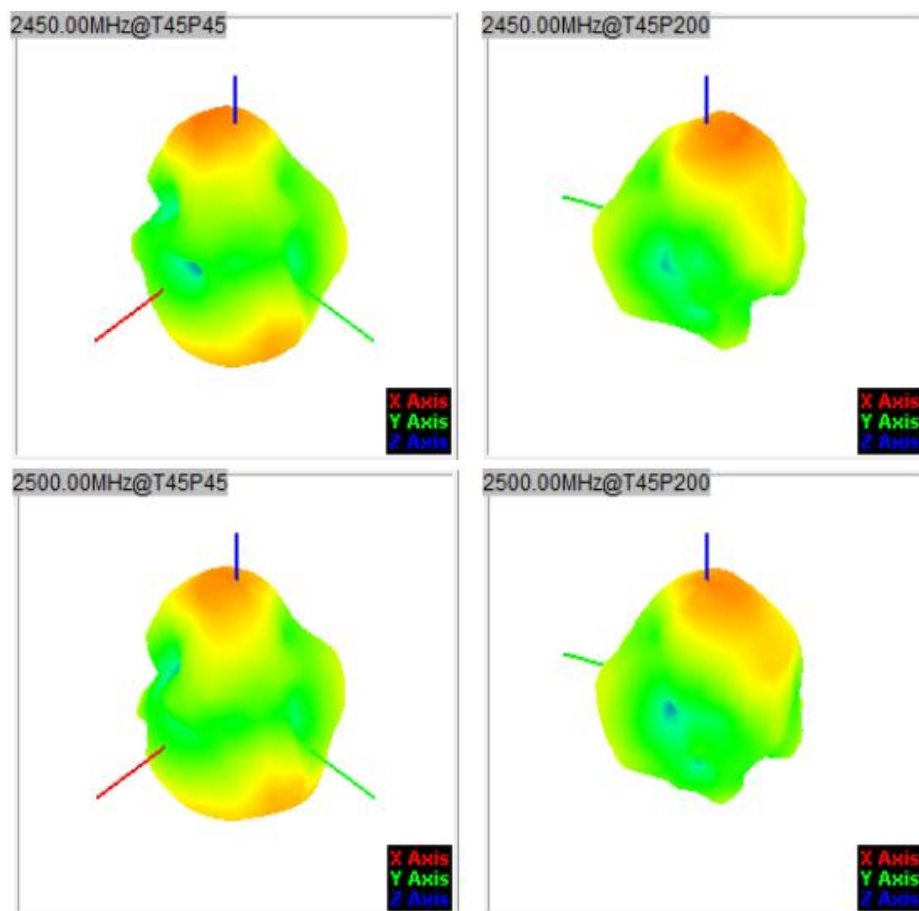 2450.00MHz@T45P45
2450.00MHz@T45P200
X Axis
Y Axis
Z Axis
X Axis
Y Axis
Z Axis
2500.00MHz@T45P45
2500.00MHz@T45P200
X Axis
Y Axis
Z Axis
X Axis
Y Axis
Z Axis